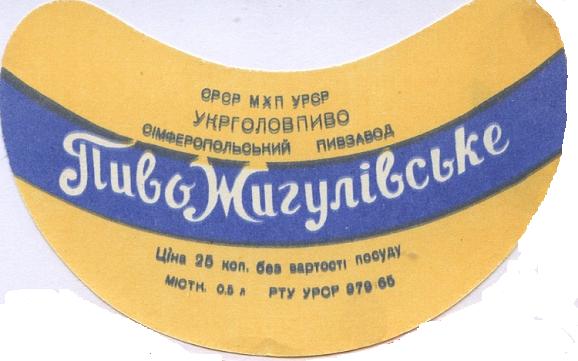 СРСР МХП УРСР
УКРГОЛОВПИВО
СІМФЕРОПОЛЬСЬКИЙ ПИВЗАВОД
Пиво Жигулівське
Ціна 25 коп. без вартості посуду
МІСТК. 0,5 л РТУ УРСР 979 65